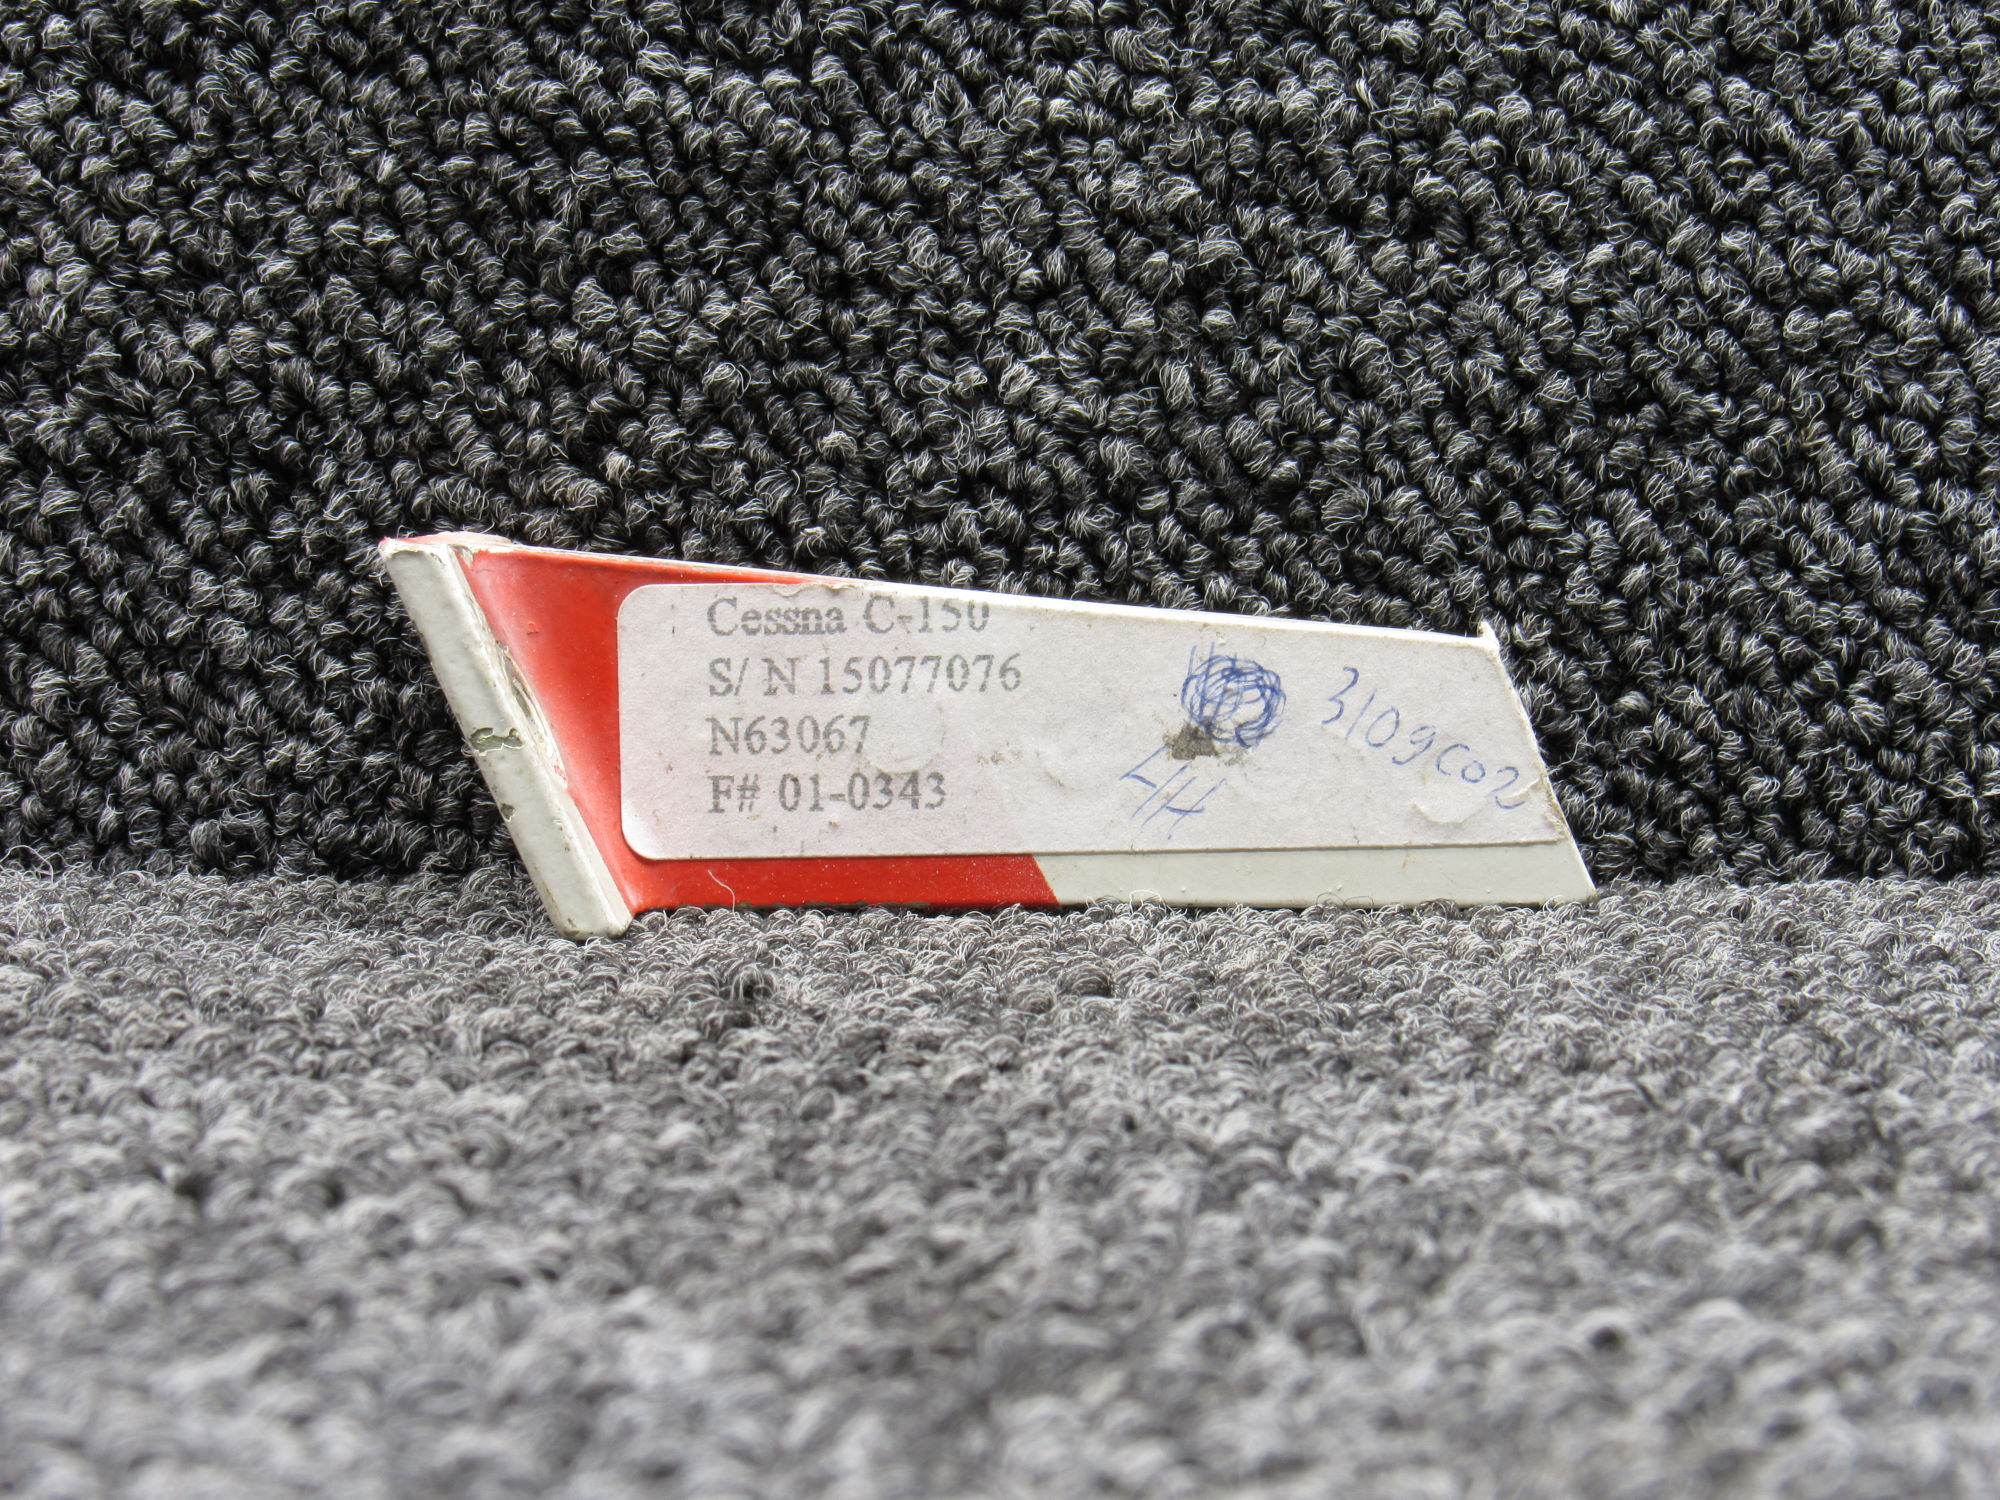 Cessna C-150
S/ N 15077076
N63067
F# 01-0343
3109C02
LH